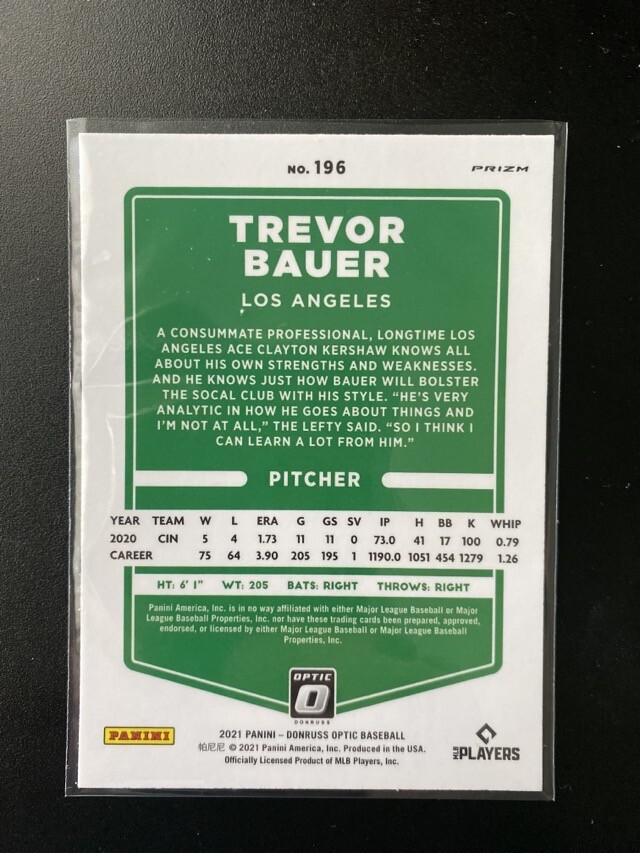 NO. 196
PRIZM
TREVOR
BAUER
LOS ANGELES
A CONSUMMATE PROFESSIONAL, LONGTIME LOS
ANGELES ACE CLAYTON KERSHAW KNOWS ALL
ABOUT HIS OWN STRENGTHS AND WEAKNESSES.
AND HE KNOWS JUST HOW BAUER WILL BOLSTER
THE SOCAL CLUB WITH HIS STYLE. “HE’S VERY
ANALYTIC IN HOW HE GOES ABOUT THINGS AND
I’M NOT AT ALL,” THE LEFTY SAID. “SO I THINK I
CAN LEARN A LOT FROM HIM.”
PITCHER
YEAR TEAM W L ERA G GS SV IP H BB K WHIP
2020 CIN 5 4 1.73 11 11 0 73.0 41 17 100 0.79
CAREER 75 64 3.90 205 195 1 1190.0 1051 454 1279 1.26
HT: 6' 1" WT: 205 BATS: RIGHT THROWS: RIGHT
Panini America, Inc. is in no way affiliated with either Major League Baseball or Major
League Baseball Properties, Inc. nor have these trading cards been prepared, approved,
endorsed, or licensed by either Major League Baseball or Major League Baseball
Properties, Inc.
OPTIC
O
DONRUSS
PANINI
2021 PANINI – DONRUSS OPTIC BASEBALL
帕尼尼 © 2021 Panini America, Inc. Produced in the USA.
Officially Licensed Product of MLB Players, Inc.
MLB PLAYERS